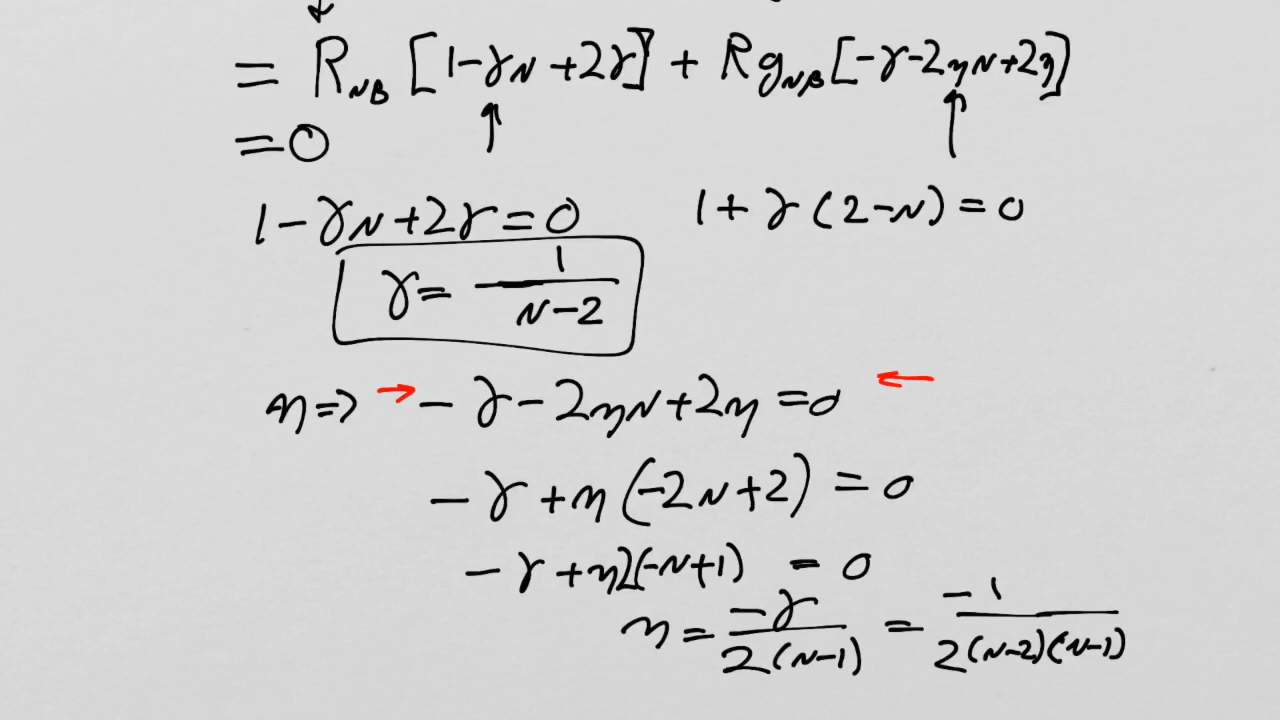 = R_{NB} [1-γN+2γ] + R g_{Nβ} [-γ-2ηN+2η]
=0
1-γN+2γ=0 1+γ(2-N)=0
γ= 1/(N-2)
η=> → -γ-2ηN+2η=0 ←
-γ+η(-2N+2)=0
-γ+η2(-N+1) = 0
η = -γ/(2(N-1)) = -1/(2(N-2)(N-1))